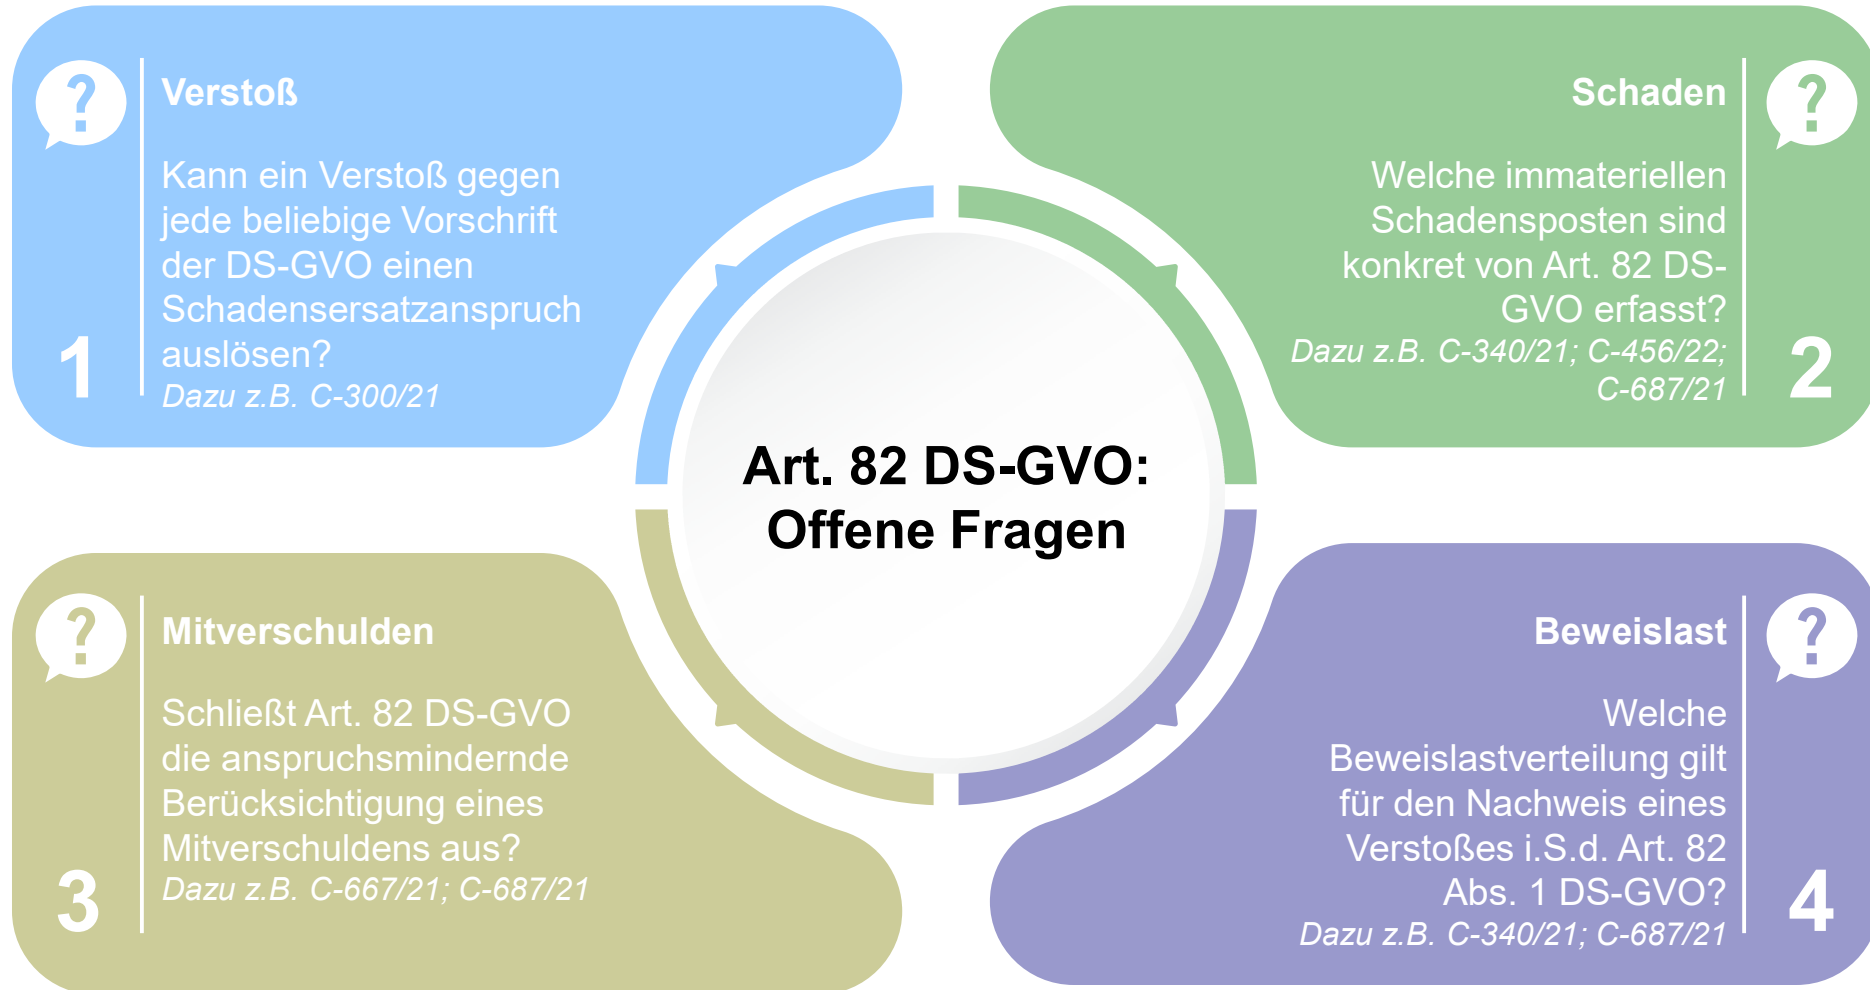 ?
Verstoß
Kann ein Verstoß gegen
jede beliebige Vorschrift
der DS-GVO einen
Schadensersatzanspruch
auslösen?
Dazu z.B. C-300/21
1
Schaden
?
Welche immateriellen
Schadensposten sind
konkret von Art. 82 DS-
GVO erfasst?
Dazu z.B. C-340/21; C-456/22;
C-687/21
2
Art. 82 DS-GVO:
Offene Fragen
?
Mitverschulden
Schließt Art. 82 DS-GVO
die anspruchsmindernde
Berücksichtigung eines
Mitverschuldens aus?
Dazu z.B. C-667/21; C-687/21
3
Beweislast
?
Welche
Beweislastverteilung gilt
für den Nachweis eines
Verstoßes i.S.d. Art. 82
Abs. 1 DS-GVO?
Dazu z.B. C-340/21; C-687/21
4